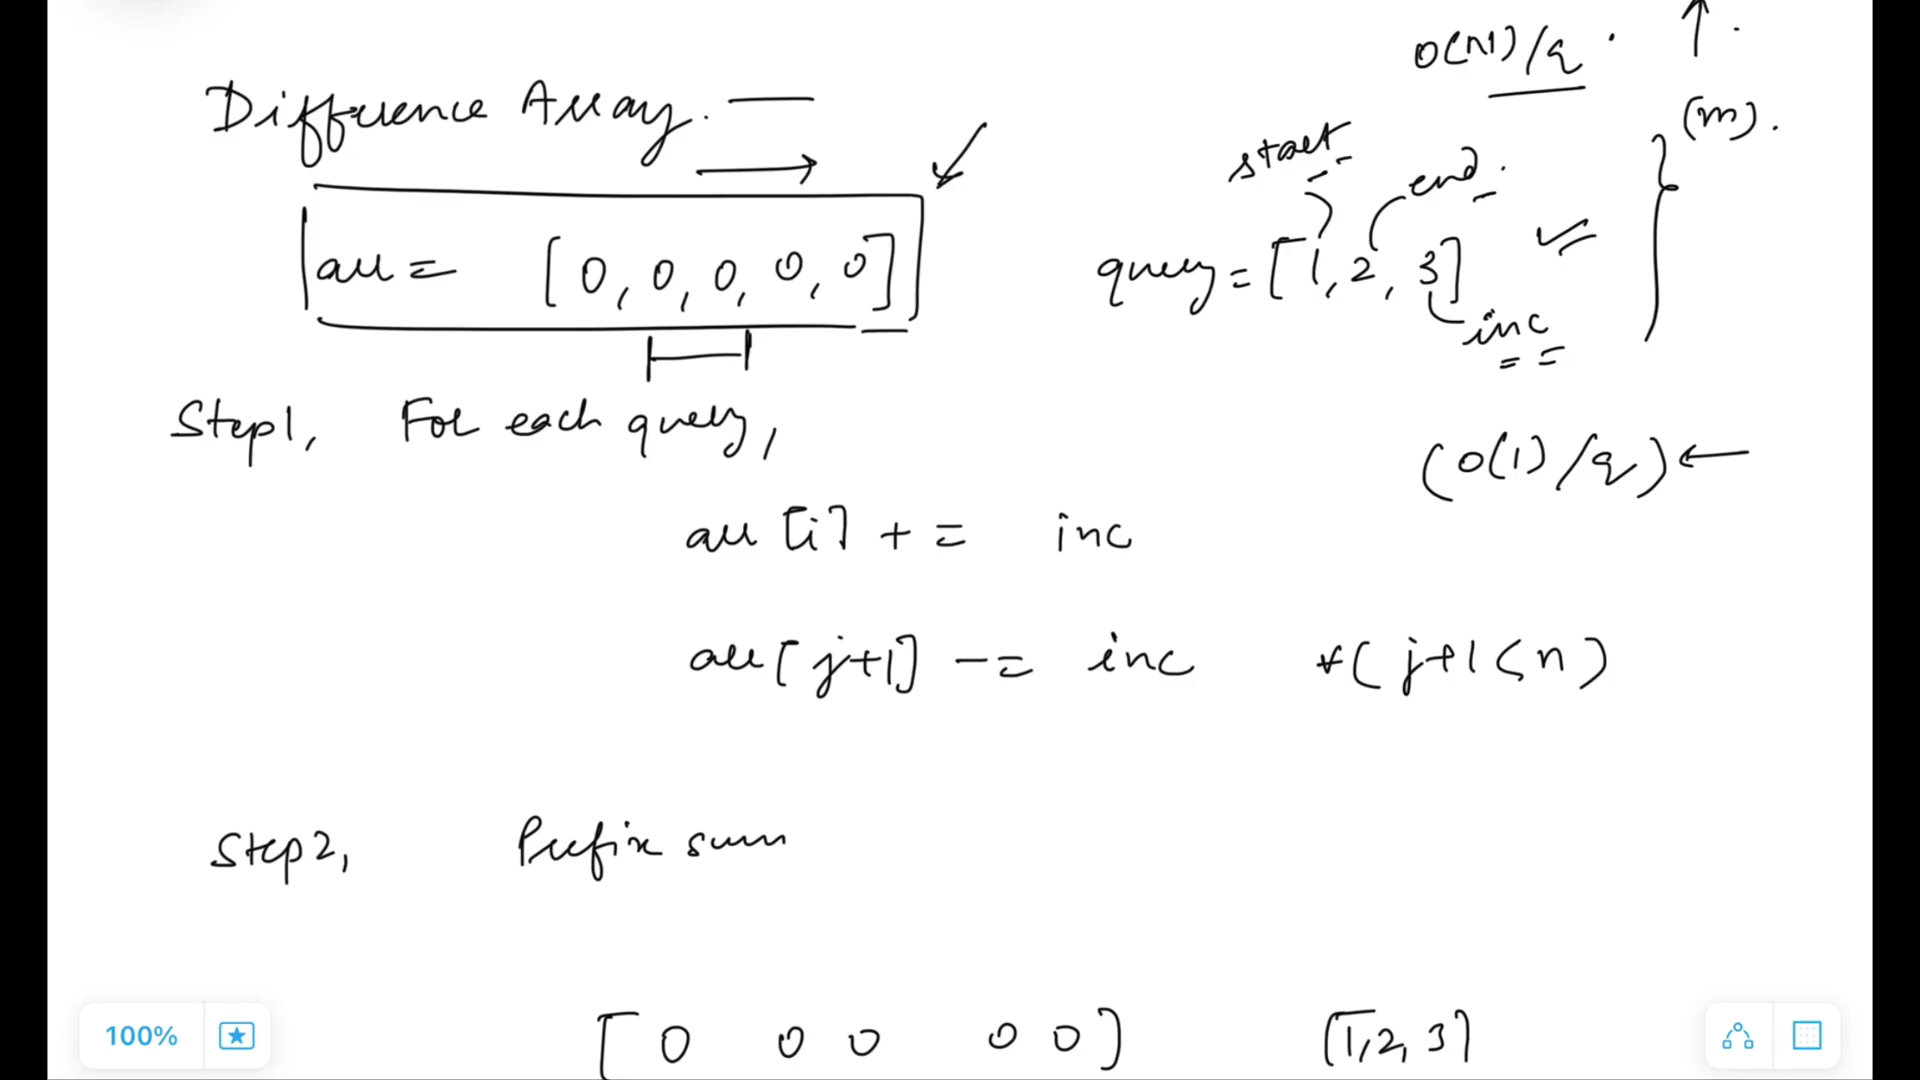 O(n)/q .
Difference Array. —
(m).
start
end.
arr = [0, 0, 0, 0, 0]
query = [1, 2, 3]
inc
Step1, For each query,
(O(1)/q) ←
arr [i] += inc
arr [j+1] -= inc *(j+1 < n)
Step2, Prefix sum
[ 0 0 0 0 0 ] [1, 2, 3]
100%